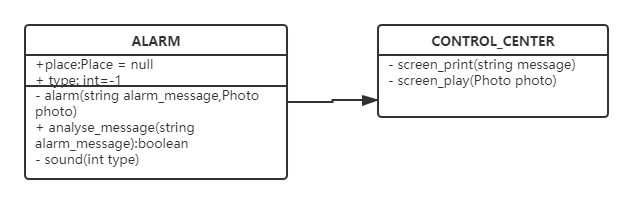 ALARM
+place:Place = null
+ type: int=-1
- alarm(string alarm_message,Photo
photo)
+ analyse_message(string
alarm_message):boolean
- sound(int type)
CONTROL_CENTER
- screen_print(string message)
- screen_play(Photo photo)